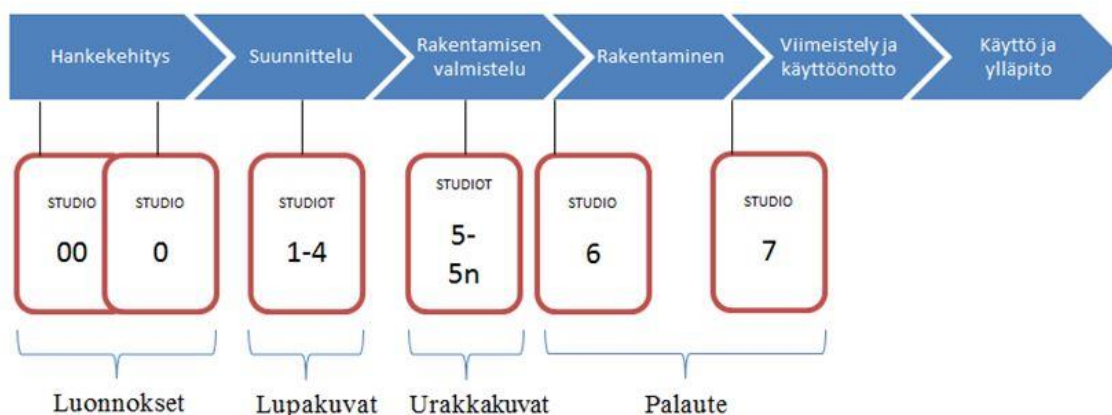 Hankekehitys
Suunnittelu
Rakentamisen
valmistelu
Rakentaminen
Viimeistely ja
käyttöönotto
Käyttö ja
ylläpito
STUDIO
00
STUDIO
0
STUDIOT
1-4
STUDIOT
5-
5n
STUDIO
6
STUDIO
7
Luonnokset
Lupakuvat
Urakkakuvat
Palaute